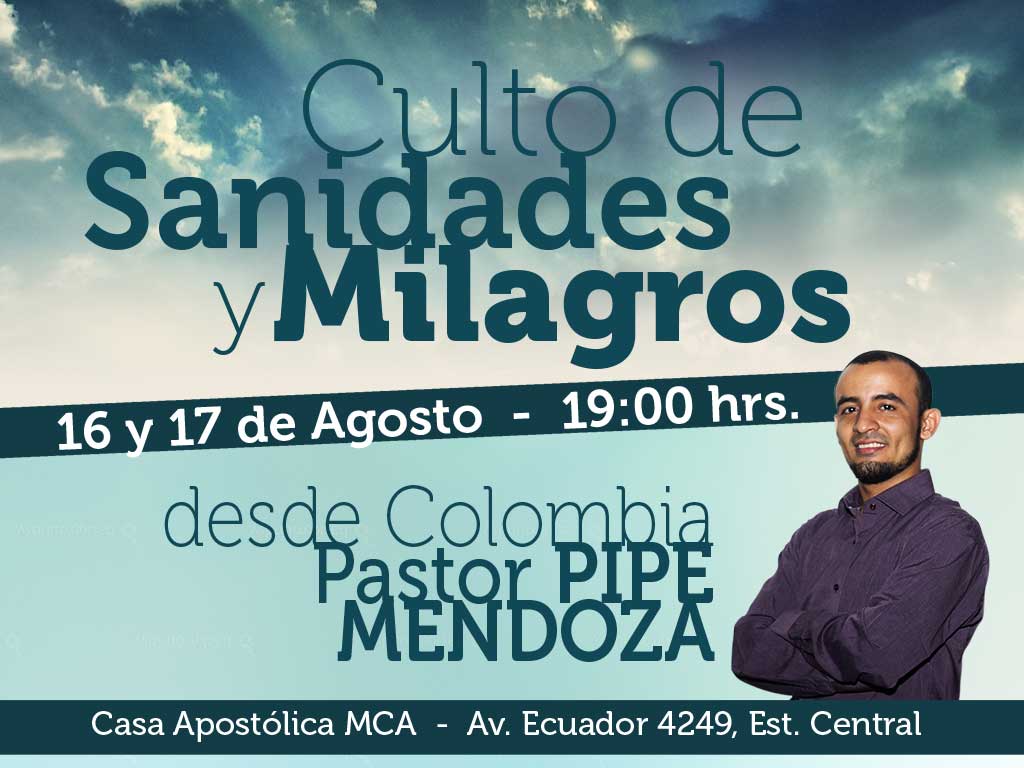 Culto de
Sanidades
y Milagros
16 y 17 de Agosto - 19:00 hrs.
desde Colombia
Pastor PIPE
MENDOZA
Casa Apostólica MCA - Av. Ecuador 4249, Est. Central